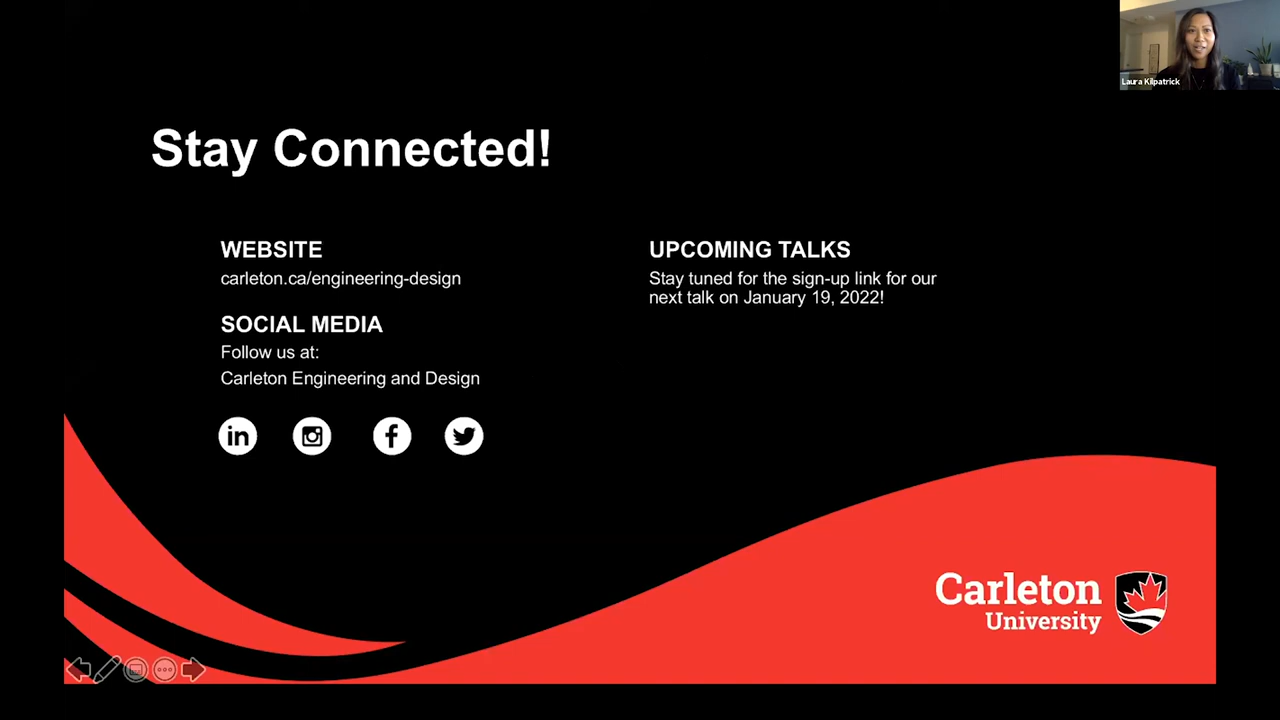 Laura Kilpatrick
Stay Connected!
WEBSITE
carleton.ca/engineering-design
SOCIAL MEDIA
Follow us at:
Carleton Engineering and Design
in
f
UPCOMING TALKS
Stay tuned for the sign-up link for our
next talk on January 19, 2022!
Carleton
University